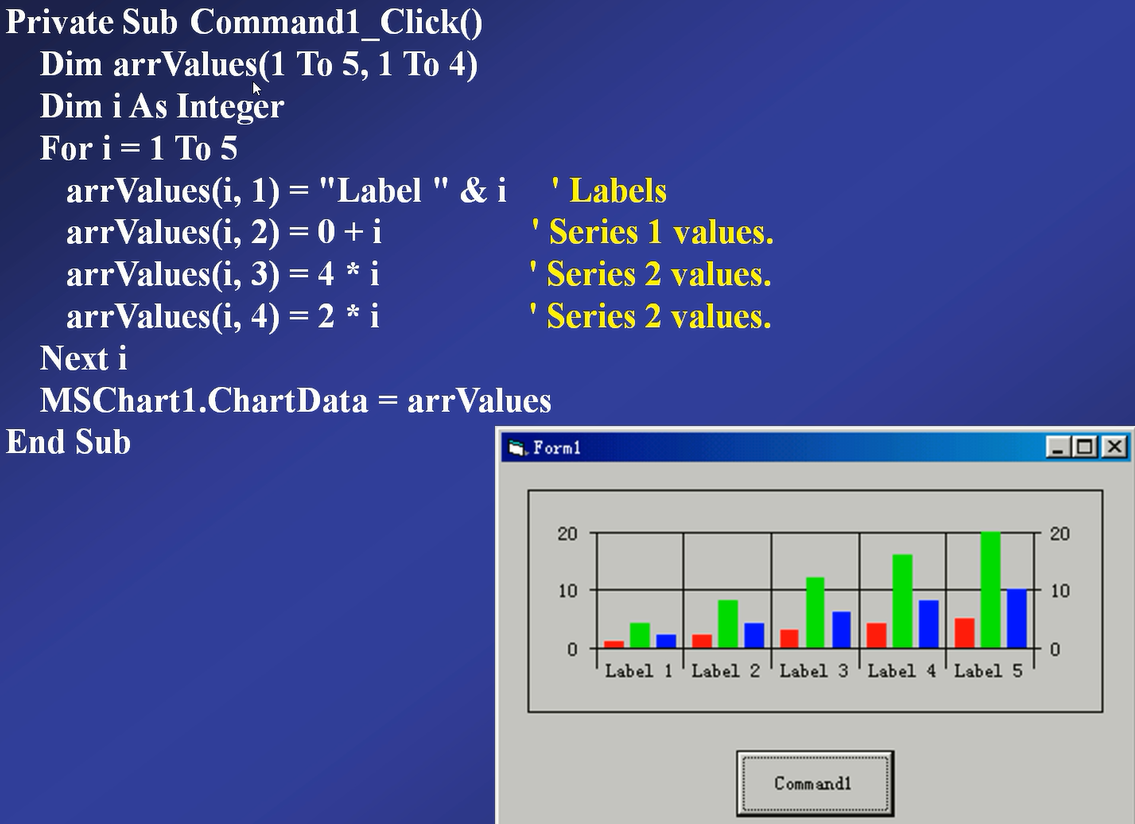 Private Sub Command1_Click()
Dim arrValues(1 To 5, 1 To 4)
Dim i As Integer
For i = 1 To 5
arrValues(i, 1) = "Label " & i ' Labels
arrValues(i, 2) = 0 + i ' Series 1 values.
arrValues(i, 3) = 4 * i ' Series 2 values.
arrValues(i, 4) = 2 * i ' Series 2 values.
Next i
MSChart1.ChartData = arrValues
End Sub
Form1
20 20
10 10
0 0
Label 1 Label 2 Label 3 Label 4 Label 5
Command1